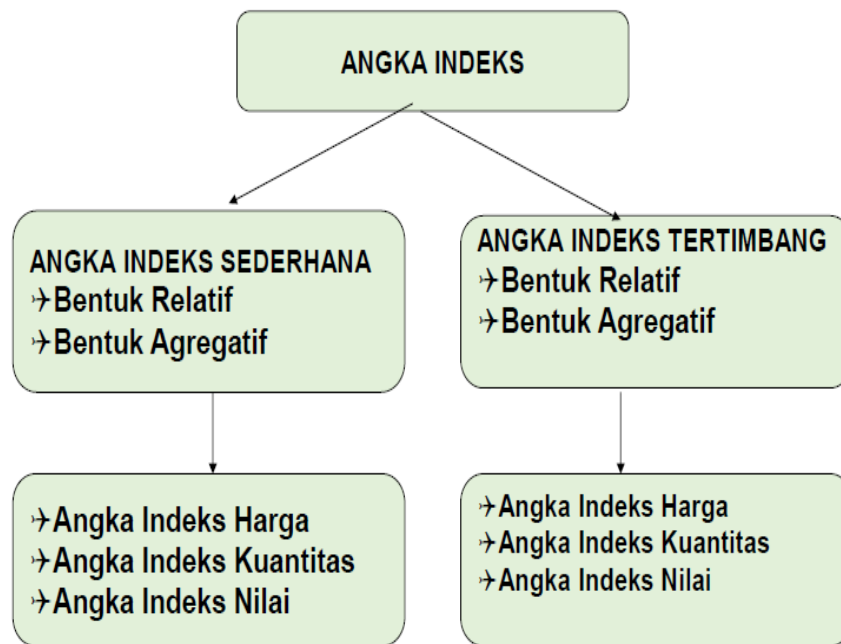 ANGKA INDEKS
ANGKA INDEKS SEDERHANA
✈Bentuk Relatif
✈Bentuk Agregatif
ANGKA INDEKS TERTIMBANG
✈Bentuk Relatif
✈Bentuk Agregatif
✈Angka Indeks Harga
✈Angka Indeks Kuantitas
✈Angka Indeks Nilai
✈Angka Indeks Harga
✈Angka Indeks Kuantitas
✈Angka Indeks Nilai